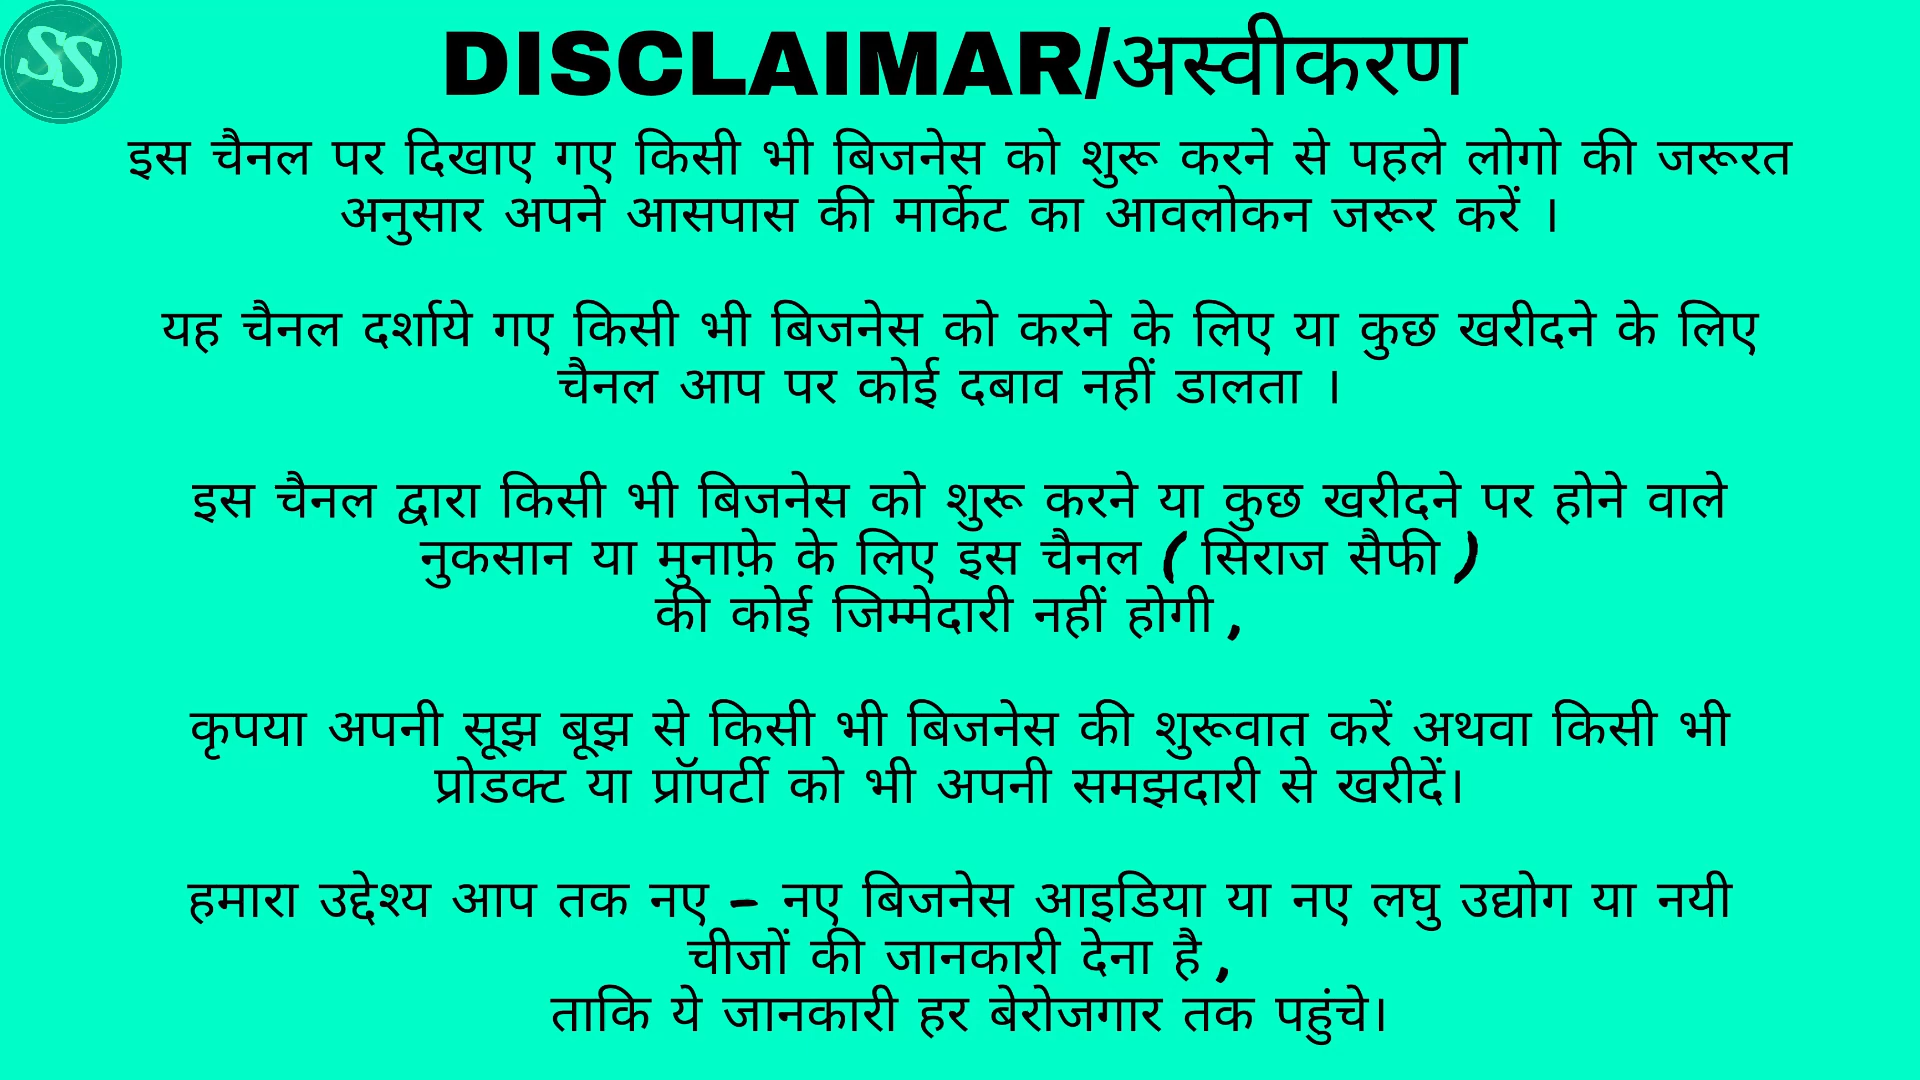 SS
DISCLAIMAR/अस्वीकरण
इस चैनल पर दिखाए गए किसी भी बिजनेस को शुरू करने से पहले लोगो की जरूरत
अनुसार अपने आसपास की मार्केट का आवलोकन जरूर करें ।
यह चैनल दर्शाये गए किसी भी बिजनेस को करने के लिए या कुछ खरीदने के लिए
चैनल आप पर कोई दबाव नहीं डालता ।
इस चैनल द्वारा किसी भी बिजनेस को शुरू करने या कुछ खरीदने पर होने वाले
नुकसान या मुनाफ़े के लिए इस चैनल ( सिराज सैफी )
की कोई जिम्मेदारी नहीं होगी ,
कृपया अपनी सूझ बूझ से किसी भी बिजनेस की शुरूवात करें अथवा किसी भी
प्रोडक्ट या प्रॉपर्टी को भी अपनी समझदारी से खरीदें।
हमारा उद्देश्य आप तक नए - नए बिजनेस आइडिया या नए लघु उद्योग या नयी
चीजों की जानकारी देना है ,
ताकि ये जानकारी हर बेरोजगार तक पहुंचे।